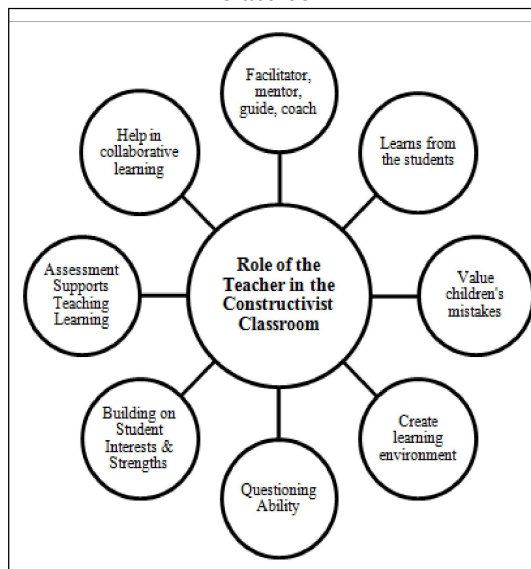 Facilitator,
mentor,
guide, coach
Learns from
the students
Value
children's
mistakes
Create
learning
environment
Questioning
Ability
Building on
Student
Interests &
Strengths
Assessment
Supports
Teaching
Learning
Help in
collaborative
learning
Role of the
Teacher in the
Constructivist
Classroom